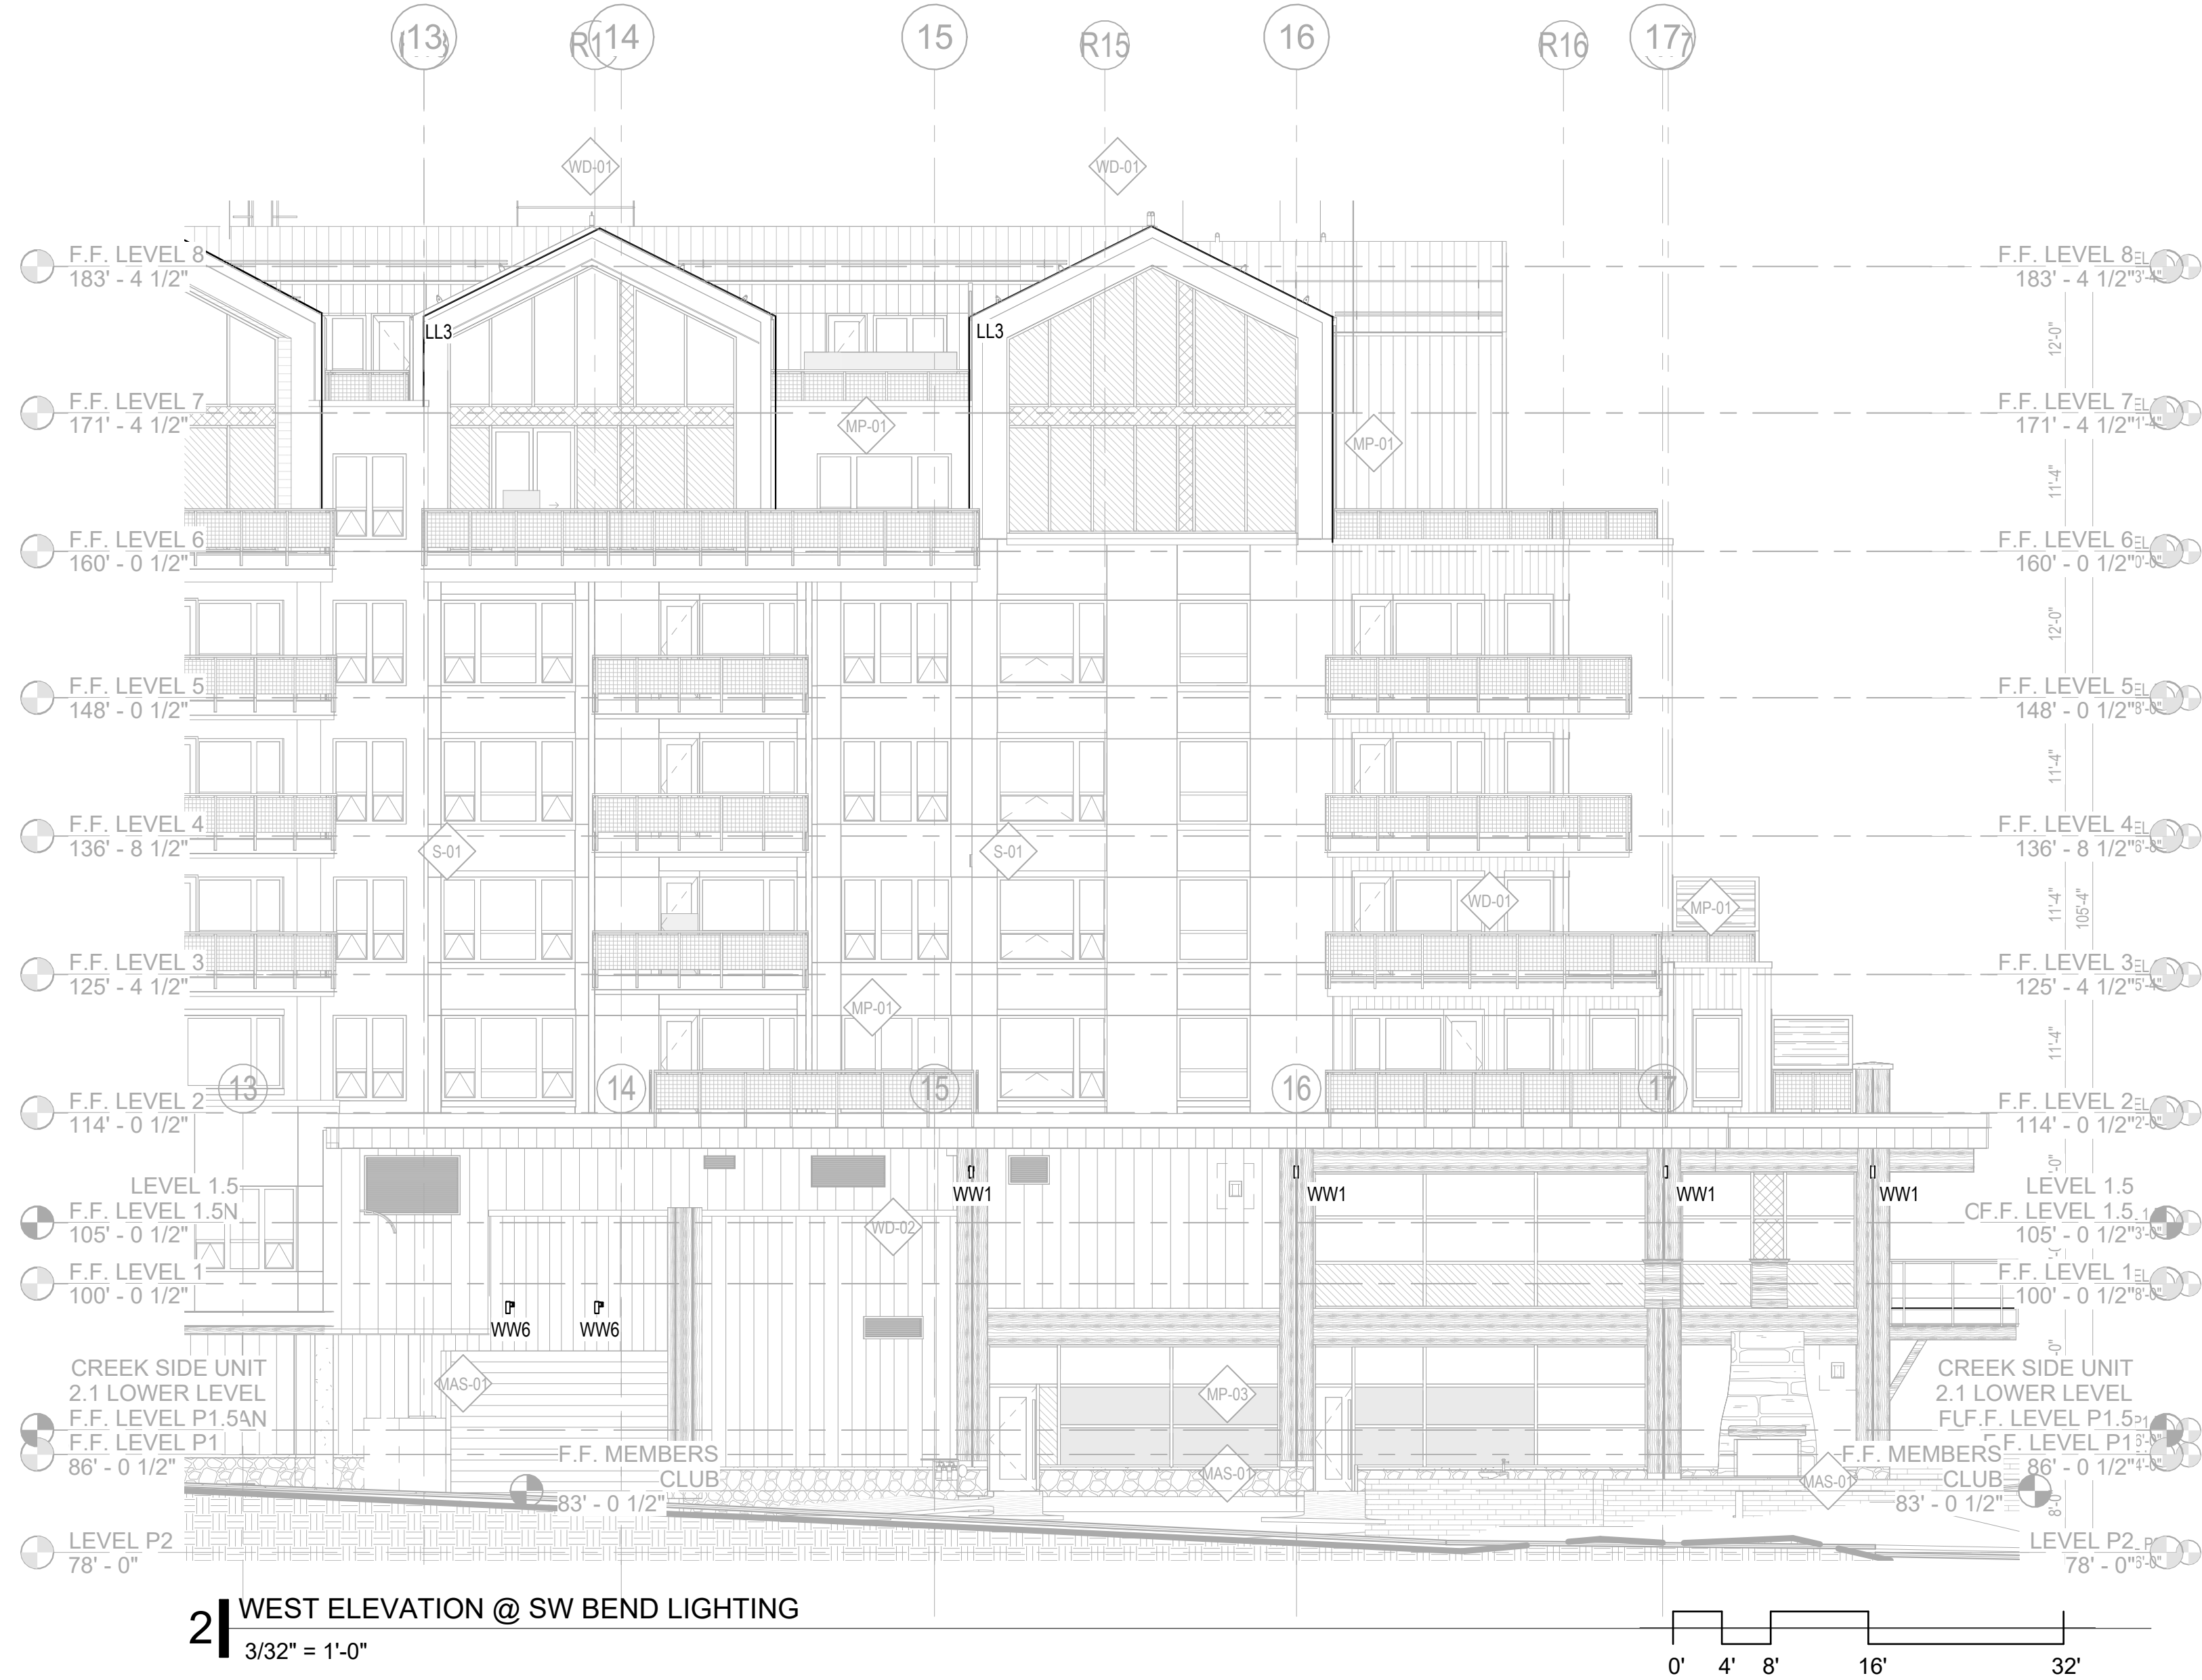 13
R1
14
15
R15
16
R16
17
WD-01
WD-01
F.F. LEVEL 8
183' - 4 1/2"
F.F. LEVEL 8
183' - 4 1/2"
LL3
LL3
12'-0"
F.F. LEVEL 7
171' - 4 1/2"
MP-01
MP-01
F.F. LEVEL 7
171' - 4 1/2"
11'-4"
F.F. LEVEL 6
160' - 0 1/2"
F.F. LEVEL 6
160' - 0 1/2"
12'-0"
F.F. LEVEL 5
148' - 0 1/2"
F.F. LEVEL 5
148' - 0 1/2"
11'-4"
F.F. LEVEL 4
136' - 8 1/2"
S-01
S-01
F.F. LEVEL 4
136' - 8 1/2"
WD-01
MP-01
11'-4"
105'-4"
F.F. LEVEL 3
125' - 4 1/2"
MP-01
F.F. LEVEL 3
125' - 4 1/2"
11'-4"
13
14
15
16
17
F.F. LEVEL 2
114' - 0 1/2"
F.F. LEVEL 2
114' - 0 1/2"
WW1
WW1
WW1
WW1
LEVEL 1.5
F.F. LEVEL 1.5
105' - 0 1/2"
WD-02
LEVEL 1.5
F.F. LEVEL 1.5
105' - 0 1/2"
F.F. LEVEL 1
100' - 0 1/2"
F.F. LEVEL 1
100' - 0 1/2"
WW6
WW6
CREEK SIDE UNIT
2.1 LOWER LEVEL
F.F. LEVEL P1.5
F.F. LEVEL P1
86' - 0 1/2"
MAS-01
MP-03
CREEK SIDE UNIT
2.1 LOWER LEVEL
F.F. LEVEL P1.5
F.F. LEVEL P1
86' - 0 1/2"
F.F. MEMBERS
CLUB
83' - 0 1/2"
MAS-01
MAS-01
F.F. MEMBERS
CLUB
83' - 0 1/2"
8'-0"
LEVEL P2
78' - 0"
LEVEL P2
78' - 0"
2
WEST ELEVATION @ SW BEND LIGHTING
3/32" = 1'-0"
0' 4' 8' 16' 32'